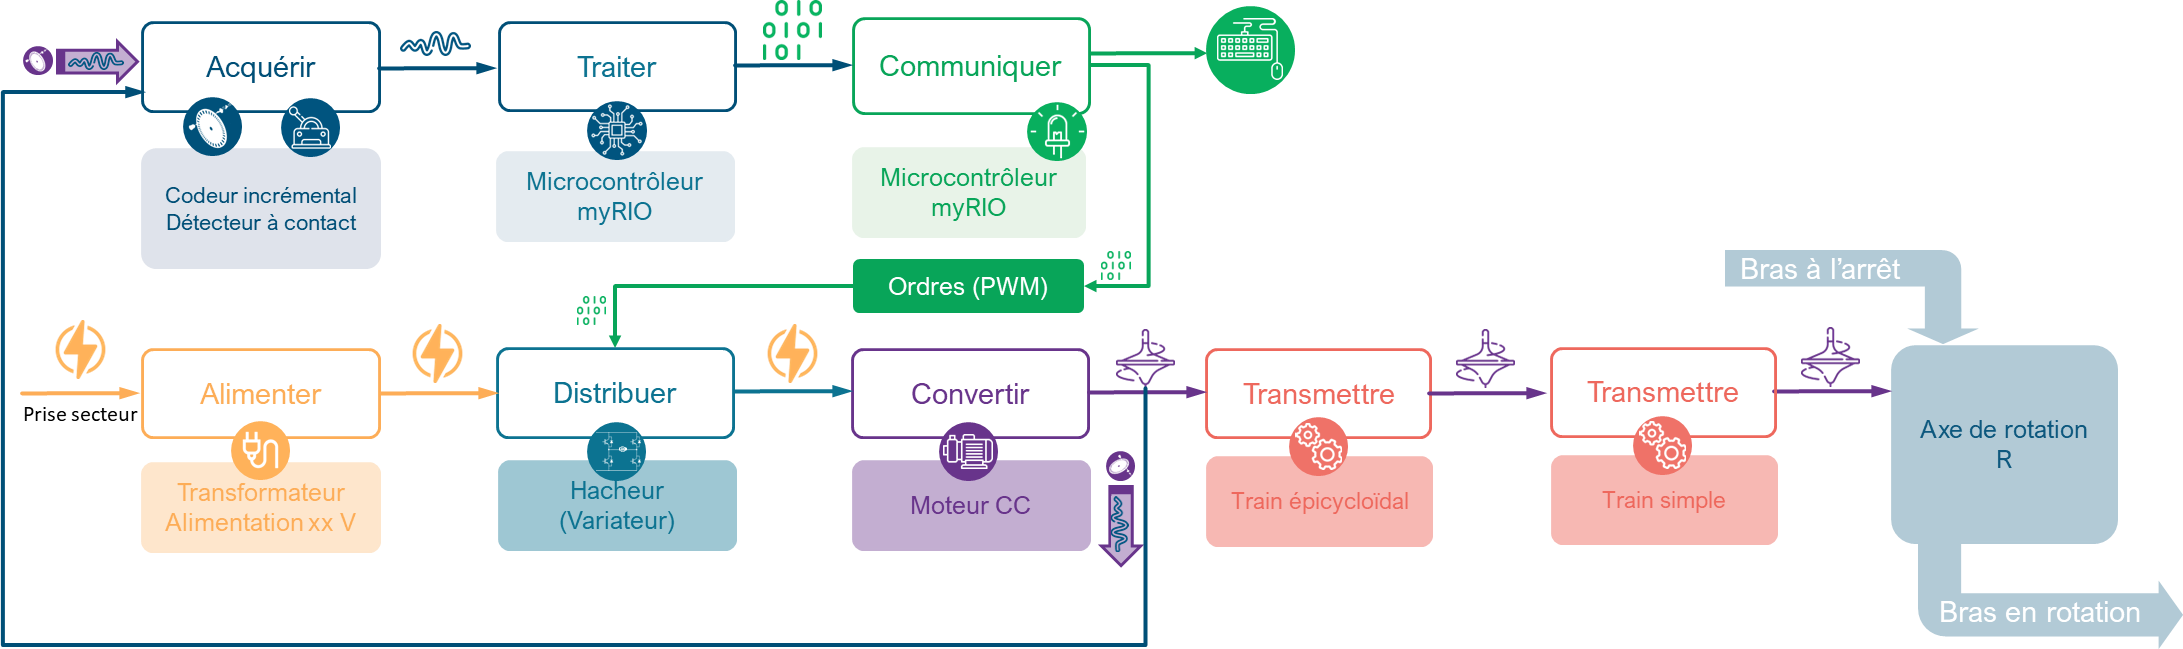 Acquérir
Traiter
Communiquer
Codeur incrémental
Détecteur à contact
Microcontrôleur
myRIO
Microcontrôleur
myRIO
Ordres (PWM)
Bras à l'arrêt
Prise secteur
Alimenter
Distribuer
Convertir
Transmettre
Transmettre
Axe de rotation
R
Transformateur
Alimentation xx V
Hacheur
(Variateur)
Moteur CC
Train épicycloïdal
Train simple
Bras en rotation